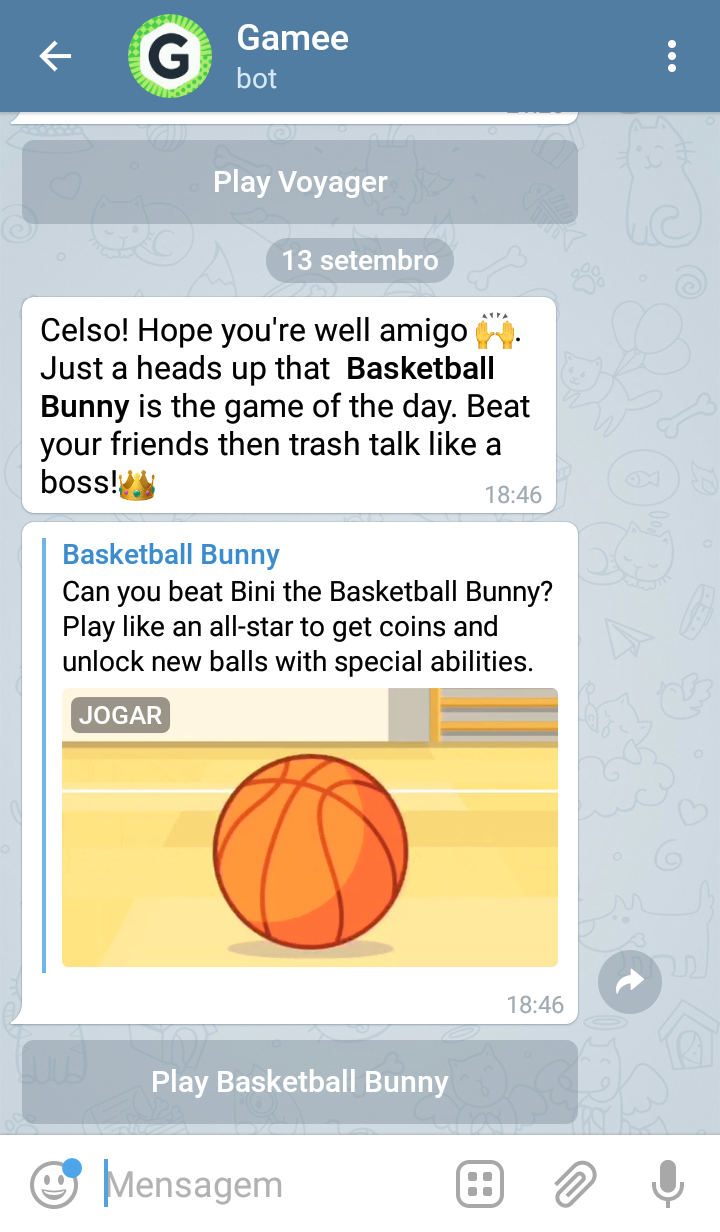 Gamee
bot
Play Voyager
13 setembro
Celso! Hope you're well amigo 🙌.
Just a heads up that Basketball
Bunny is the game of the day. Beat
your friends then trash talk like a
boss!👑
18:46
Basketball Bunny
Can you beat Bini the Basketball Bunny?
Play like an all-star to get coins and
unlock new balls with special abilities.
JOGAR
18:46
Play Basketball Bunny
Mensagem